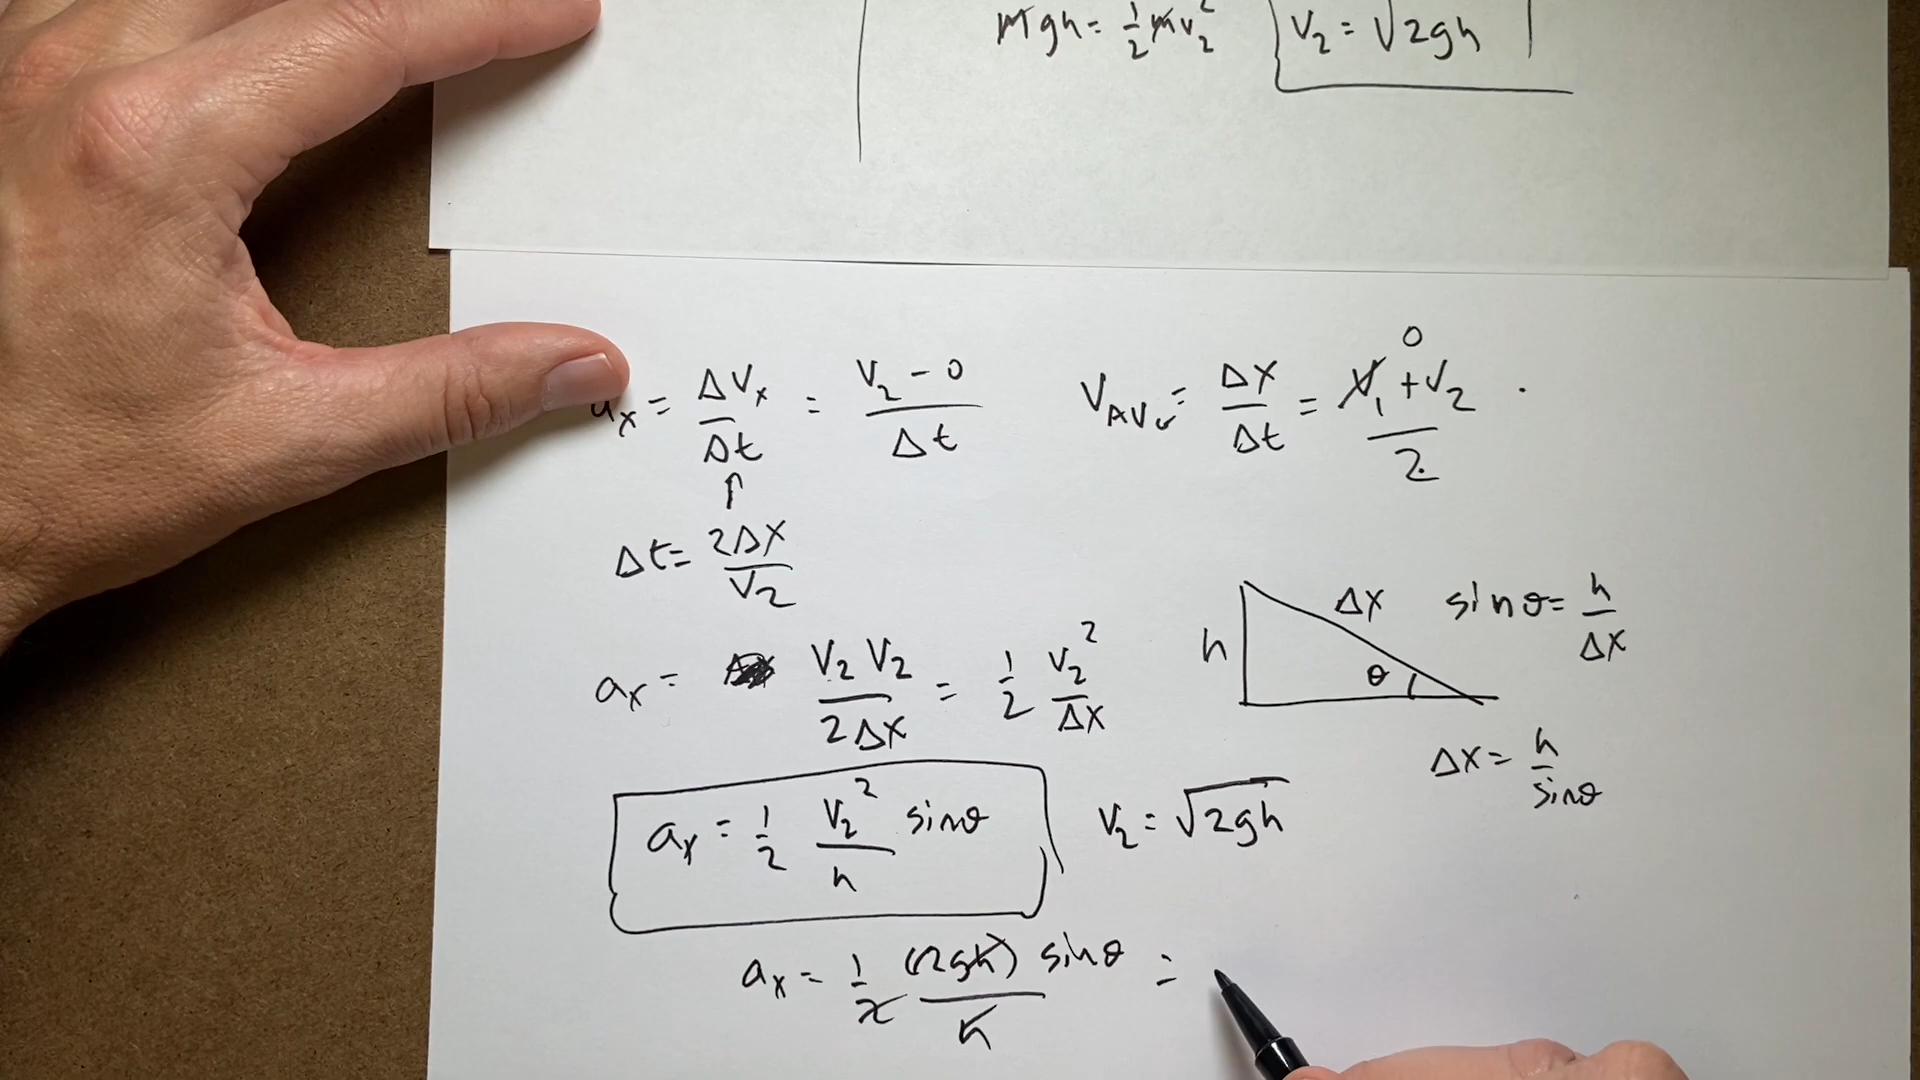 mgh = 1/2 mv₂² v₂ = √2gh
aₓ = ΔVₓ/Δt = (V₂ - 0)/Δt
V_AVG = ΔX/Δt = (V₁ + V₂)/2 0
↑
Δt = 2ΔX/V₂
aₓ = V₂ V₂/2ΔX = 1/2 V₂²/ΔX
h ΔX θ sinθ = h/ΔX
ΔX = h/sinθ
aₓ = 1/2 V₂²/h sinθ V₂ = √2gh
aₓ = 1/2 (2gh)/h sinθ =